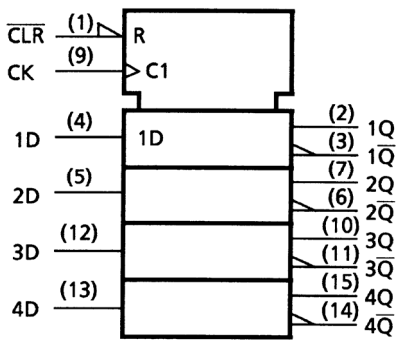 C̅L̅R̅ (1) R
CK (9) C1
1D (4) 1D (2) 1Q
(3) 1Q̅
2D (5) (7) 2Q
(6) 2Q̅
3D (12) (10) 3Q
(11) 3Q̅
4D (13) (15) 4Q
(14) 4Q̅